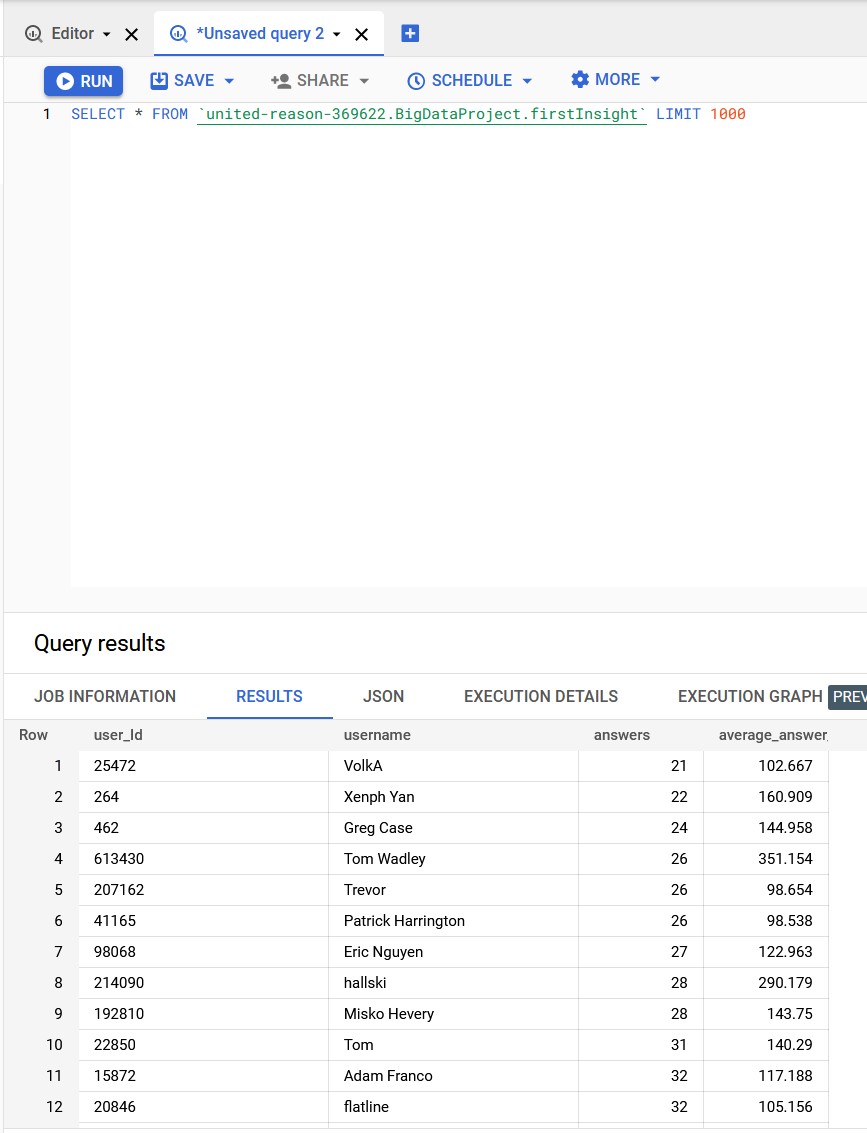 Editor *Unsaved query 2
RUN SAVE SHARE SCHEDULE MORE
1 SELECT * FROM `united-reason-369622.BigDataProject.firstInsight` LIMIT 1000
Query results
JOB INFORMATION RESULTS JSON EXECUTION DETAILS EXECUTION GRAPH PREV
Row user_Id username answers average_answer
1 25472 VolkA 21 102.667
2 264 Xenph Yan 22 160.909
3 462 Greg Case 24 144.958
4 613430 Tom Wadley 26 351.154
5 207162 Trevor 26 98.654
6 41165 Patrick Harrington 26 98.538
7 98068 Eric Nguyen 27 122.963
8 214090 hallski 28 290.179
9 192810 Misko Hevery 28 143.75
10 22850 Tom 31 140.29
11 15872 Adam Franco 32 117.188
12 20846 flatline 32 105.156